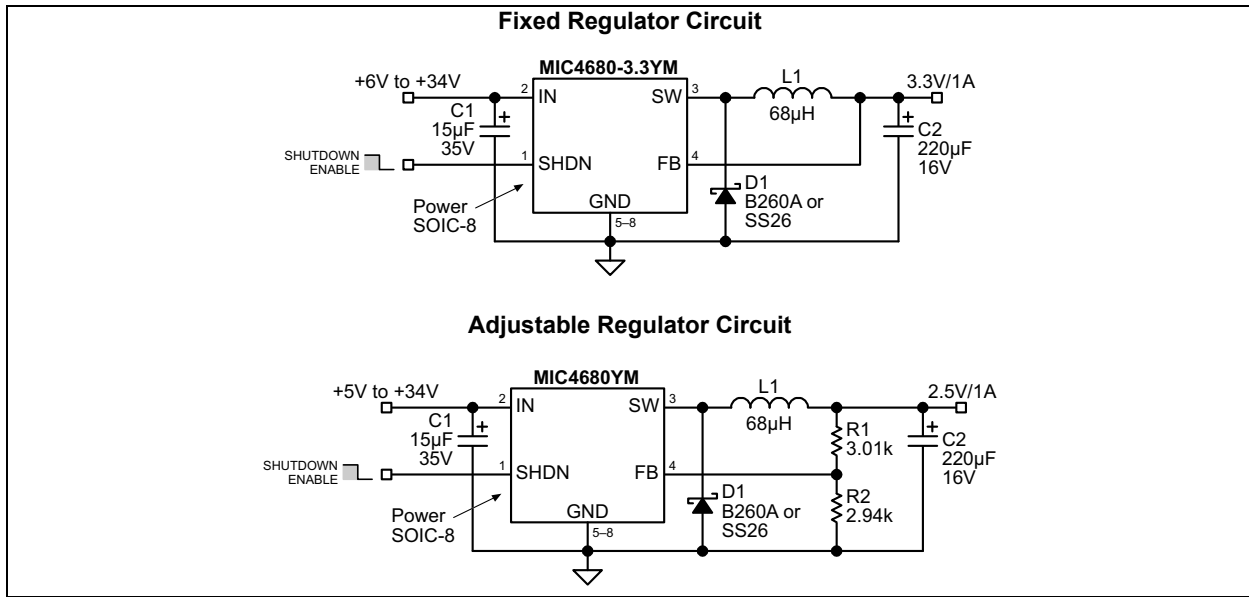 Fixed Regulator Circuit
MIC4680-3.3YM
+6V to +34V
2
IN
SW
3
L1
68µH
3.3V/1A
C1
15µF
35V
+
SHUTDOWN
ENABLE
1
SHDN
FB
4
+
C2
220µF
16V
Power
SOIC-8
GND
5–8
D1
B260A or
SS26
Adjustable Regulator Circuit
MIC4680YM
+5V to +34V
2
IN
SW
3
L1
68µH
2.5V/1A
C1
15µF
35V
+
SHUTDOWN
ENABLE
1
SHDN
FB
4
R1
3.01k
+
C2
220µF
16V
Power
SOIC-8
GND
5–8
D1
B260A or
SS26
R2
2.94k